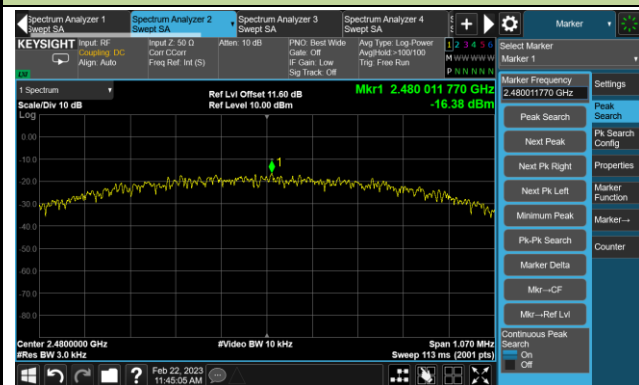 Spectrum Analyzer 1
Swept SA
Spectrum Analyzer 2
Swept SA
Spectrum Analyzer 3
Swept SA
Spectrum Analyzer 4
Swept SA
Marker
KEYSIGHT
Input: RF
Coupling: DC
Align: Auto
Input Z: 50 Ω
Corr CCorr
Freq Ref: Int (S)
Atten: 10 dB
PNO: Best Wide
Gate: Off
IF Gain: Low
Sig Track: Off
Avg Type: Log-Power
Avg|Hold:>100/100
Trig: Free Run
1 2 3 4 5 6
M W W W W W
P N N N N N
Select Marker
Marker 1
1 Spectrum
Scale/Div 10 dB
Log
Ref Lvl Offset 11.60 dB
Ref Level 10.00 dBm
Mkr1 2.480 011 770 GHz
-16.38 dBm
0.00
-10.0
-20.0
-30.0
-40.0
-50.0
-60.0
-70.0
-80.0
1
Center 2.4800000 GHz
#Res BW 3.0 kHz
#Video BW 10 kHz
Span 1.070 MHz
Sweep 113 ms (2001 pts)
Marker Frequency
2.480011770 GHz
Peak Search
Next Peak
Next Pk Right
Next Pk Left
Minimum Peak
Pk-Pk Search
Marker Delta
Mkr→CF
Mkr→Ref Lvl
Continuous Peak
Search
On
Off
Settings
Peak
Search
Pk Search
Config
Properties
Marker
Function
Marker→
Counter
Feb 22, 2023
11:45:05 AM